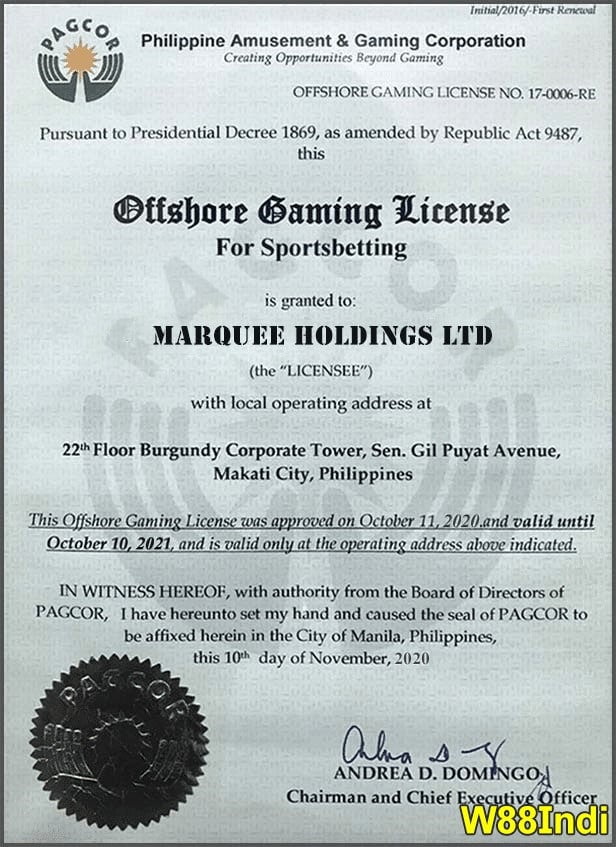 Initial/2016/-First Renewal
PAGCOR
Philippine Amusement & Gaming Corporation
Creating Opportunities Beyond Gaming
OFFSHORE GAMING LICENSE NO. 17-0006-RE
Pursuant to Presidential Decree 1869, as amended by Republic Act 9487,
this
Offshore Gaming License
For Sportsbetting
is granted to:
MARQUEE HOLDINGS LTD
(the “LICENSEE”)
with local operating address at
22th Floor Burgundy Corporate Tower, Sen. Gil Puyat Avenue,
Makati City, Philippines
This Offshore Gaming License was approved on October 11, 2020.and valid until
October 10, 2021, and is valid only at the operating address above indicated.
IN WITNESS HEREOF, with authority from the Board of Directors of
PAGCOR, I have hereunto set my hand and caused the seal of PAGCOR to
be affixed herein in the City of Manila, Philippines,
this 10th day of November, 2020
PAGCOR
ANDREA D. DOMINGO
Chairman and Chief Executive Officer
W88Indi